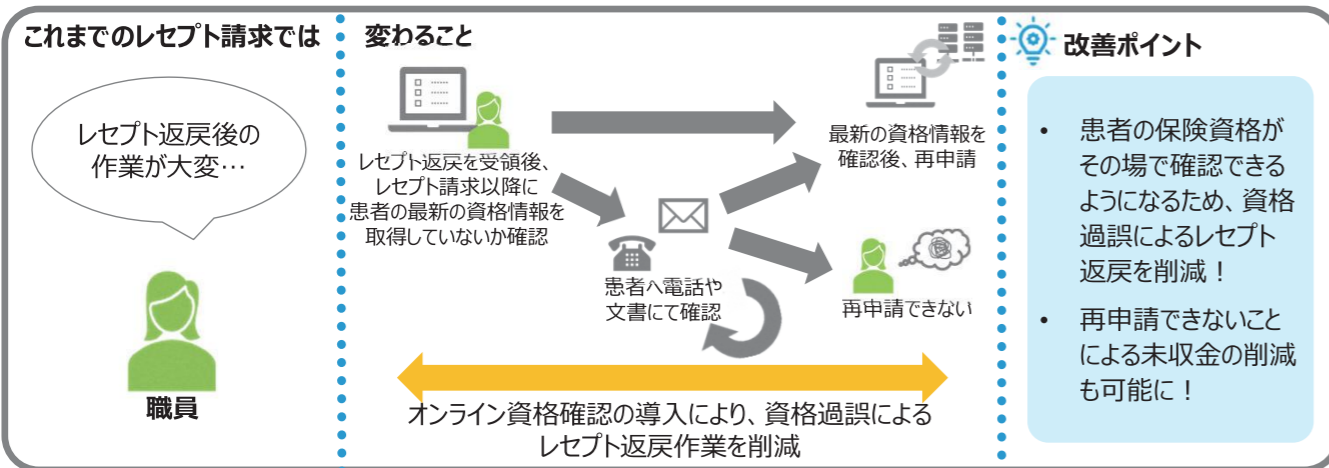 これまでのレセプト請求では
レセプト返戻後の
作業が大変…
職員
変わること
レセプト返戻を受領後、
レセプト請求以降に
患者の最新の資格情報を
取得していないか確認
患者へ電話や
文書にて確認
最新の資格情報を
確認後、再申請
再申請できない
オンライン資格確認の導入により、資格過誤による
レセプト返戻作業を削減
改善ポイント
• 患者の保険資格が
その場で確認できる
ようになるため、資格
過誤によるレセプト
返戻を削減！
• 再申請できないこと
による未収金の削減
も可能に！